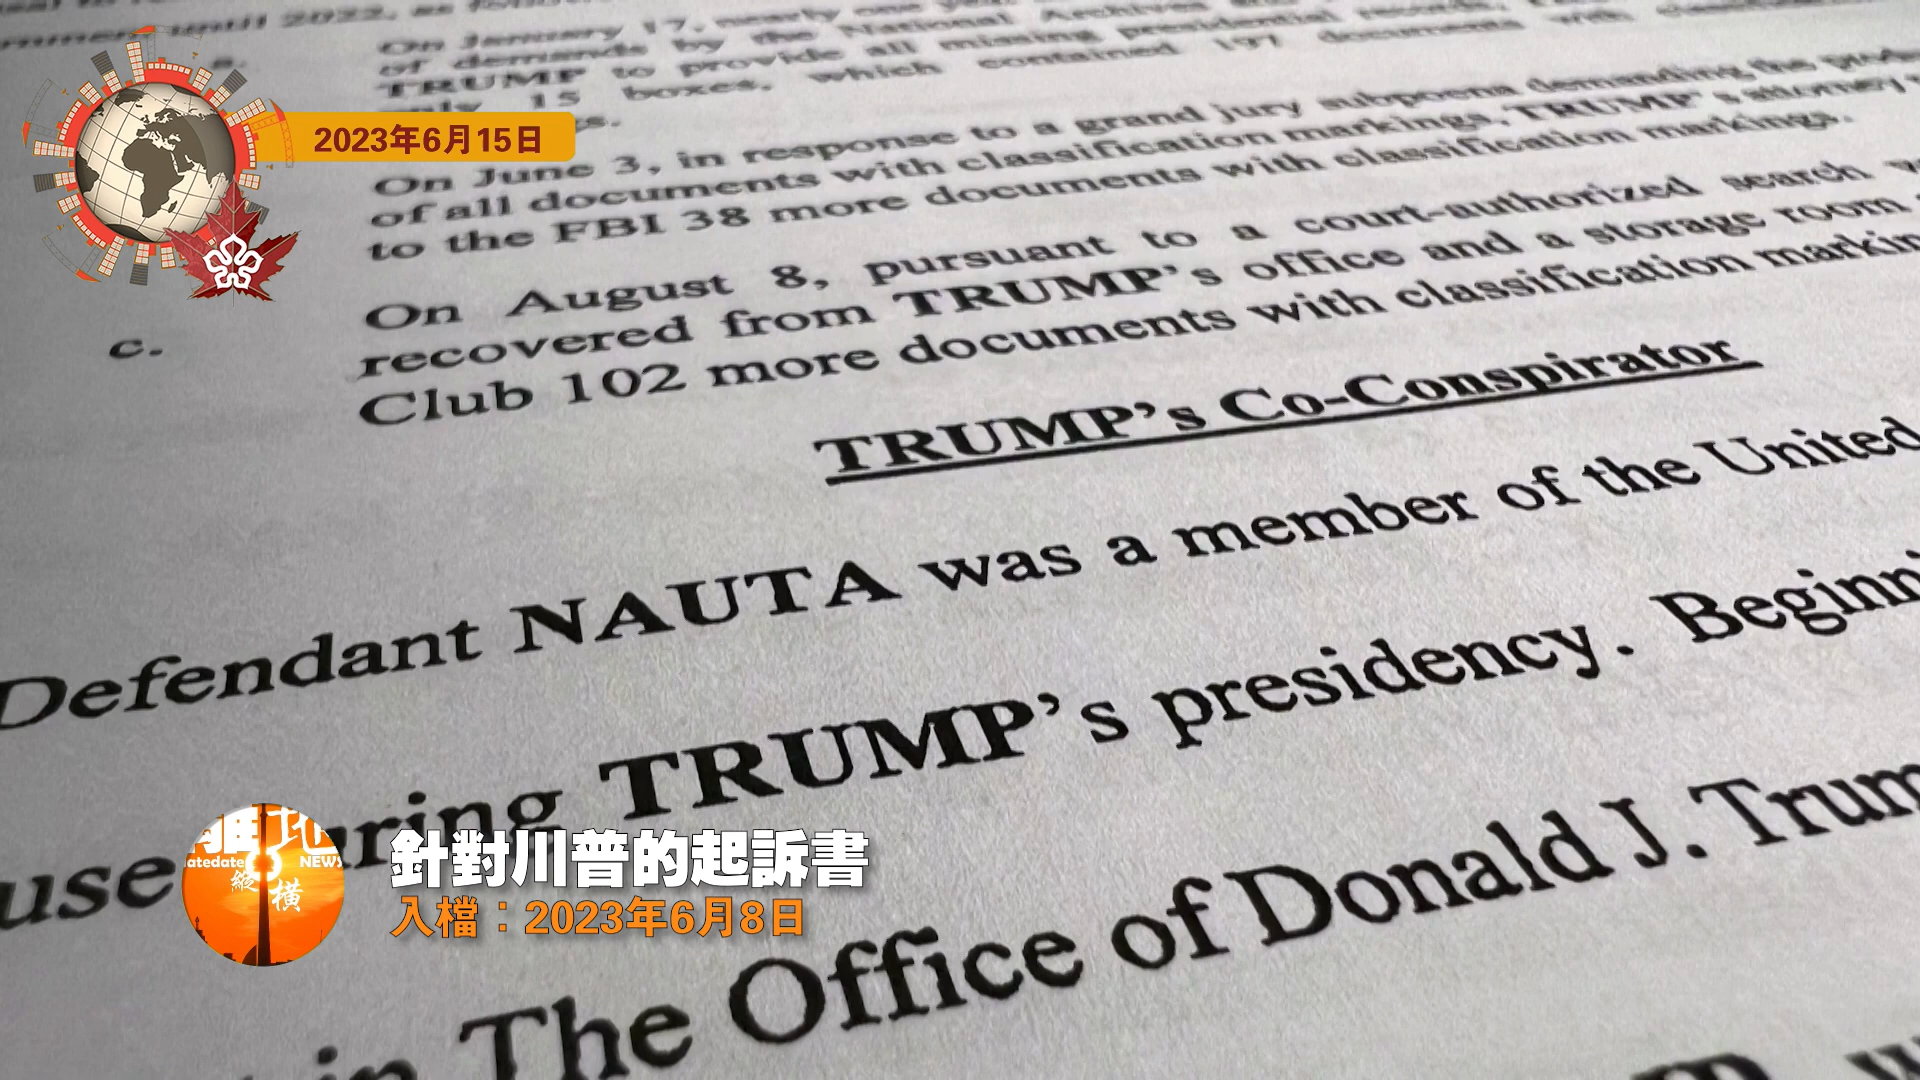 until 2022, as
On January 17, nearly one year
of demands by the National Archives
TRUMP to provide all missing presidential records,
only 15 boxes, which contained 197 documents with
2023年6月15日
On June 3, in response to a grand jury subpoena demanding the
of all documents with classification markings, TRUMP's attorney
to the FBI 38 more documents with classification markings.
c. On August 8, pursuant to a court-authorized search
recovered from TRUMP's office and a storage room
Club 102 more documents with classification
TRUMP's Co-Conspirator
Defendant NAUTA was a member of the United
TRUMP's presidency.
針對川普的起訴書
入檔：2023年6月8日
NEWS
縱橫
in The Office of Donald J.